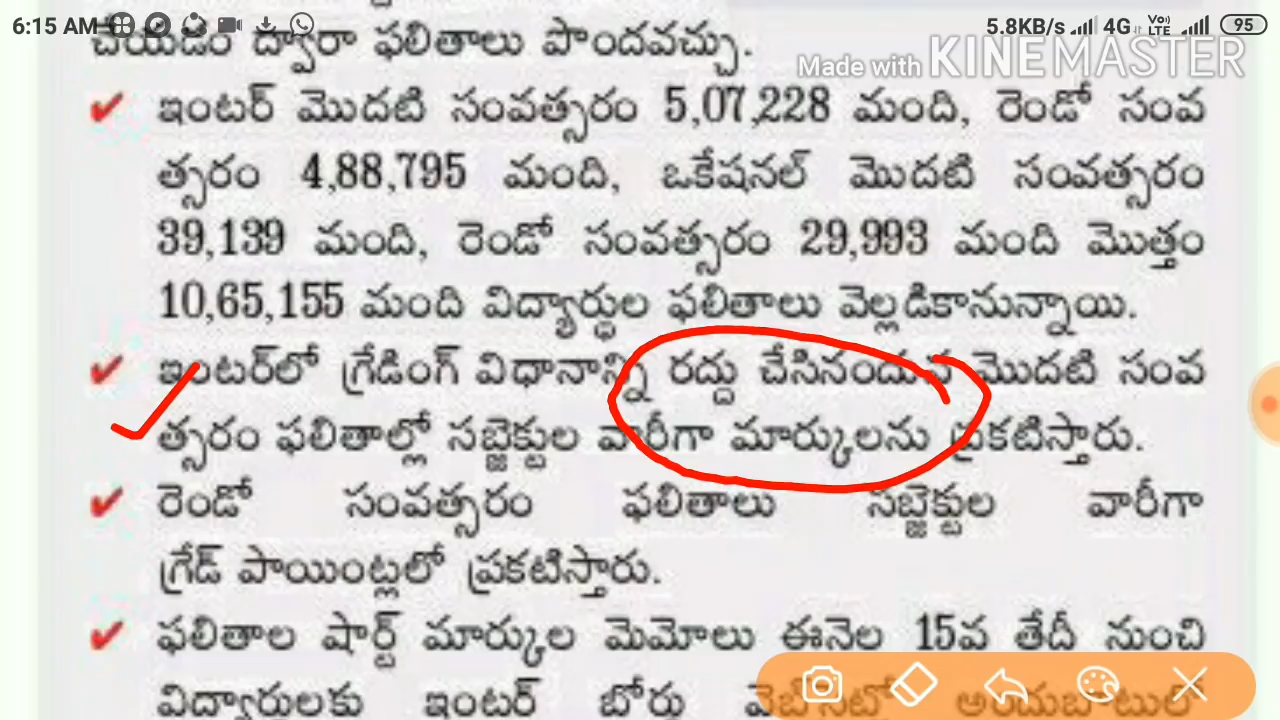 6:15 AM 5.8KB/s 4G Vo)) LTE 95
చేయడం ద్వారా ఫలితాలు పొందవచ్చు.
Made with KINEMASTER
ఇంటర్ మొదటి సంవత్సరం 5,07,228 మంది, రెండో సంవ
త్సరం 4,88,795 మంది, ఒకేషనల్ మొదటి సంవత్సరం
39,139 మంది, రెండో సంవత్సరం 29,993 మంది మొత్తం
10,65,155 మంది విద్యార్థుల ఫలితాలు వెల్లడికానున్నాయి.
ఇంటర్‌లో గ్రేడింగ్ విధానాన్ని రద్దు చేసినందున మొదటి సంవ
త్సరం ఫలితాల్లో సబ్జెక్టుల వారీగా మార్కులను ప్రకటిస్తారు.
రెండో సంవత్సరం ఫలితాలు సబ్జెక్టుల వారీగా
గ్రేడ్ పాయింట్లలో ప్రకటిస్తారు.
ఫలితాల షార్ట్ మార్కుల మెమోలు ఈనెల 15వ తేదీ నుంచి
విద్యార్థులకు ఇంటర్ బోర్డు